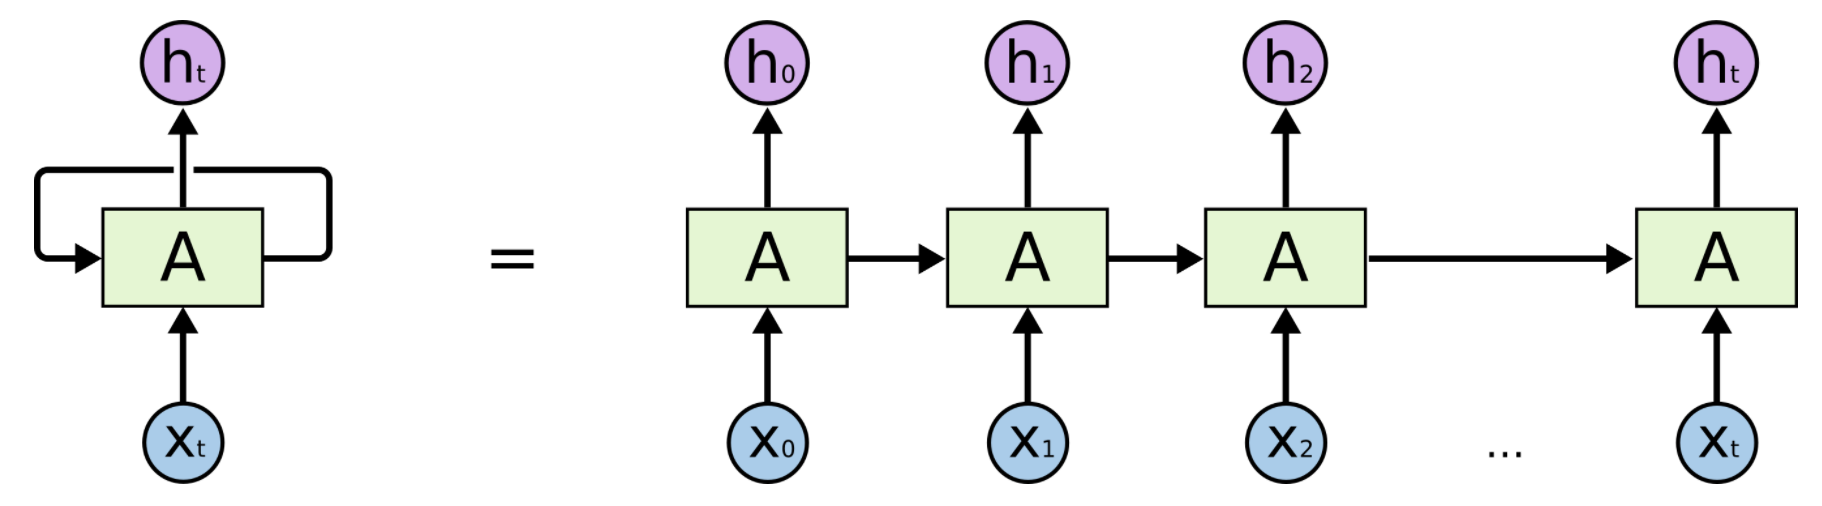 hₜ h₀ h₁ h₂ hₜ
A = A A A A
xₜ x₀ x₁ x₂ ... xₜ